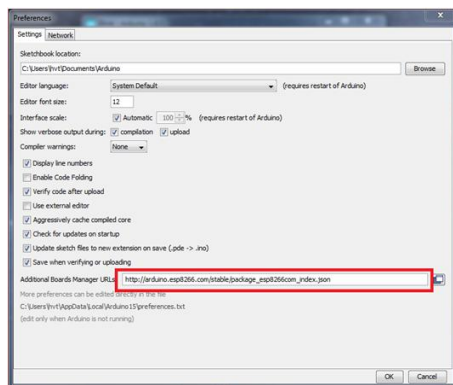 Preferences
Settings Network
Sketchbook location:
C:\Users\hvt\Documents\Arduino Browse
Editor language: System Default (requires restart of Arduino)
Editor font size: 12
Interface scale: Automatic 100 % (requires restart of Arduino)
Show verbose output during: compilation upload
Compiler warnings: None
Display line numbers
Enable Code Folding
Verify code after upload
Use external editor
Aggressively cache compiled core
Check for updates on startup
Update sketch files to new extension on save (.pde -> .ino)
Save when verifying or uploading
Additional Boards Manager URLs: http://arduino.esp8266.com/stable/package_esp8266com_index.json
More preferences can be edited directly in the file
C:\Users\hvt\AppData\Local\Arduino15\preferences.txt
(edit only when Arduino is not running)
OK Cancel